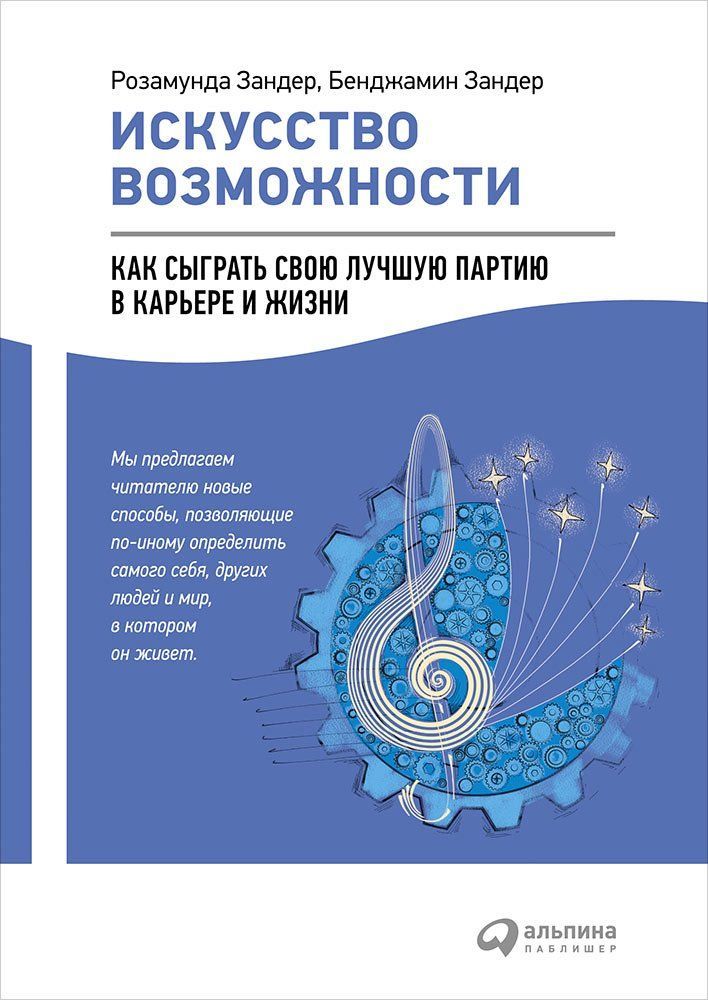 Розамунда Зандер, Бенджамин Зандер
ИСКУССТВО
ВОЗМОЖНОСТИ
КАК СЫГРАТЬ СВОЮ ЛУЧШУЮ ПАРТИЮ
В КАРЬЕРЕ И ЖИЗНИ
Мы предлагаем
читателю новые
способы, позволяющие
по-иному определить
самого себя, других
людей и мир,
в котором
он живет.
альпина
ПАБЛИШЕР